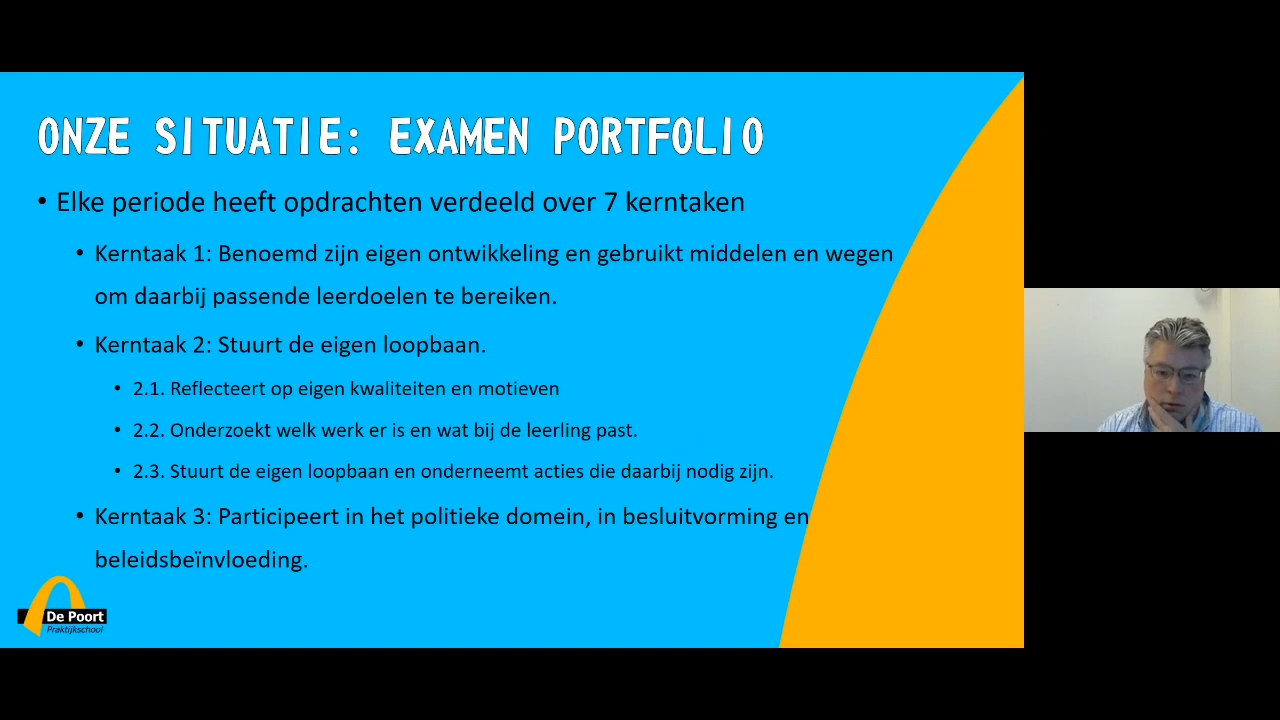 ONZE SITUATIE: EXAMEN PORTFOLIO
• Elke periode heeft opdrachten verdeeld over 7 kerntaken
• Kerntaak 1: Benoemd zijn eigen ontwikkeling en gebruikt middelen en wegen
om daarbij passende leerdoelen te bereiken.
• Kerntaak 2: Stuurt de eigen loopbaan.
• 2.1. Reflecteert op eigen kwaliteiten en motieven
• 2.2. Onderzoekt welk werk er is en wat bij de leerling past.
• 2.3. Stuurt de eigen loopbaan en onderneemt acties die daarbij nodig zijn.
• Kerntaak 3: Participeert in het politieke domein, in besluitvorming en
beleidsbeïnvloeding.
De Poort
Praktijkschool